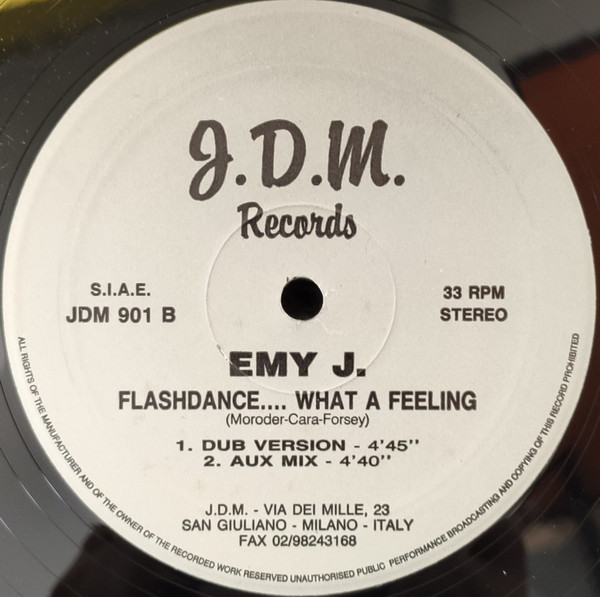 J.D.M.
Records
S.I.A.E.
JDM 901 B
33 RPM
STEREO
EMY J.
FLASHDANCE.... WHAT A FEELING
(Moroder-Cara-Forsey)
1. DUB VERSION - 4'45''
2. AUX MIX - 4'40''
J.D.M. - VIA DEI MILLE, 23
SAN GIULIANO - MILANO - ITALY
FAX 02/98243168
ALL RIGHTS OF THE MANUFACTURER AND OF THE OWNER OF THE RECORDED WORK RESERVED UNAUTHORISED PUBLIC PERFORMANCE BROADCASTING AND COPYING OF THIS RECORD PROHIBITED